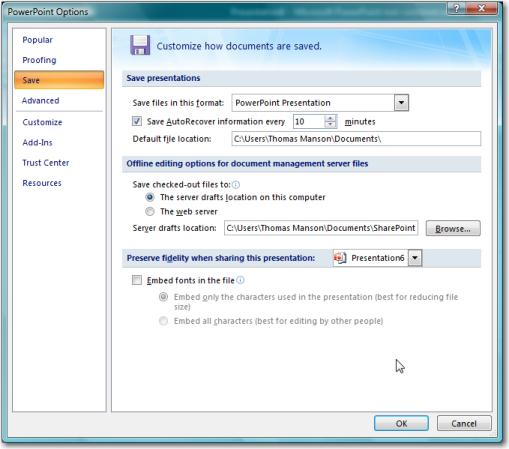 PowerPoint Options
Popular
Proofing
Save
Advanced
Customize
Add-Ins
Trust Center
Resources
Customize how documents are saved.
Save presentations
Save files in this format: PowerPoint Presentation
Save AutoRecover information every 10 minutes
Default file location: C:\Users\Thomas Manson\Documents\
Offline editing options for document management server files
Save checked-out files to:
The server drafts location on this computer
The web server
Server drafts location: C:\Users\Thomas Manson\Documents\SharePoint Browse...
Preserve fidelity when sharing this presentation: Presentation6
Embed fonts in the file
Embed only the characters used in the presentation (best for reducing file
size)
Embed all characters (best for editing by other people)
OK Cancel